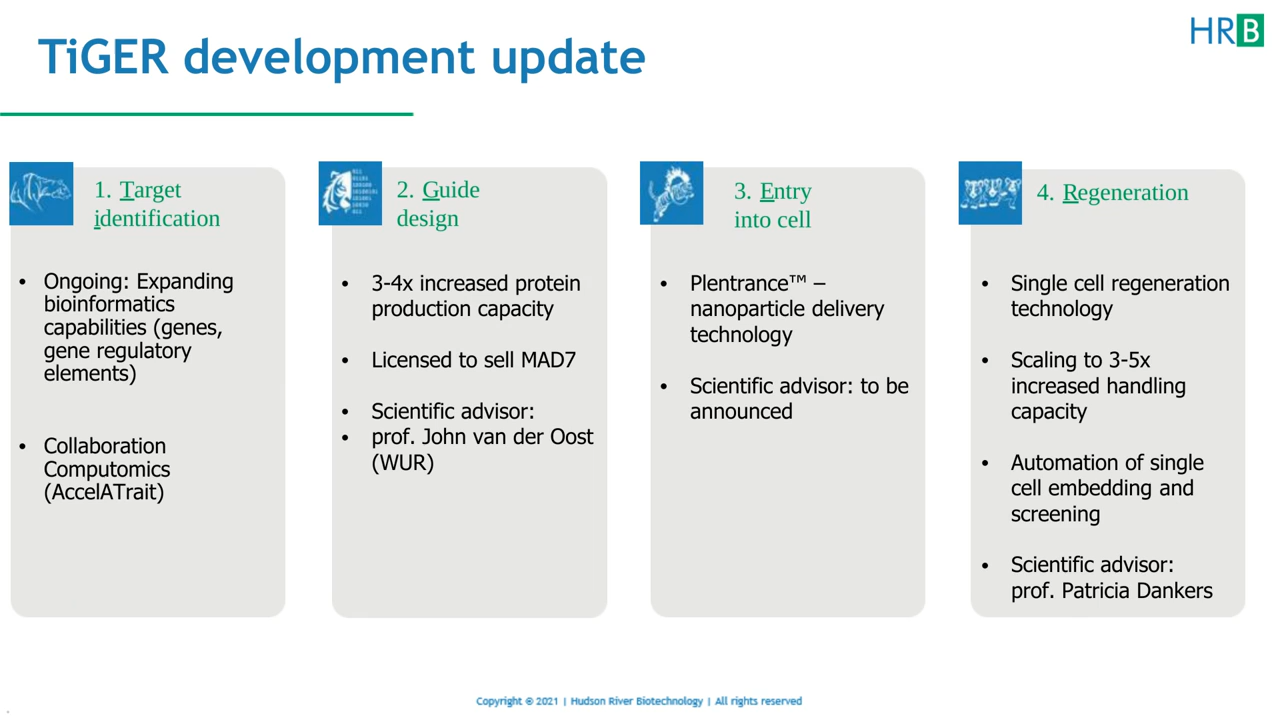 HRB
TiGER development update
1. Target
identification
• Ongoing: Expanding
bioinformatics
capabilities (genes,
gene regulatory
elements)
• Collaboration
Computomics
(AccelATrait)
2. Guide
design
• 3-4x increased protein
production capacity
• Licensed to sell MAD7
• Scientific advisor:
• prof. John van der Oost
(WUR)
3. Entry
into cell
• Plentrance™ –
nanoparticle delivery
technology
• Scientific advisor: to be
announced
4. Regeneration
• Single cell regeneration
technology
• Scaling to 3-5x
increased handling
capacity
• Automation of single
cell embedding and
screening
• Scientific advisor:
prof. Patricia Dankers
Copyright © 2021 | Hudson River Biotechnology | All rights reserved